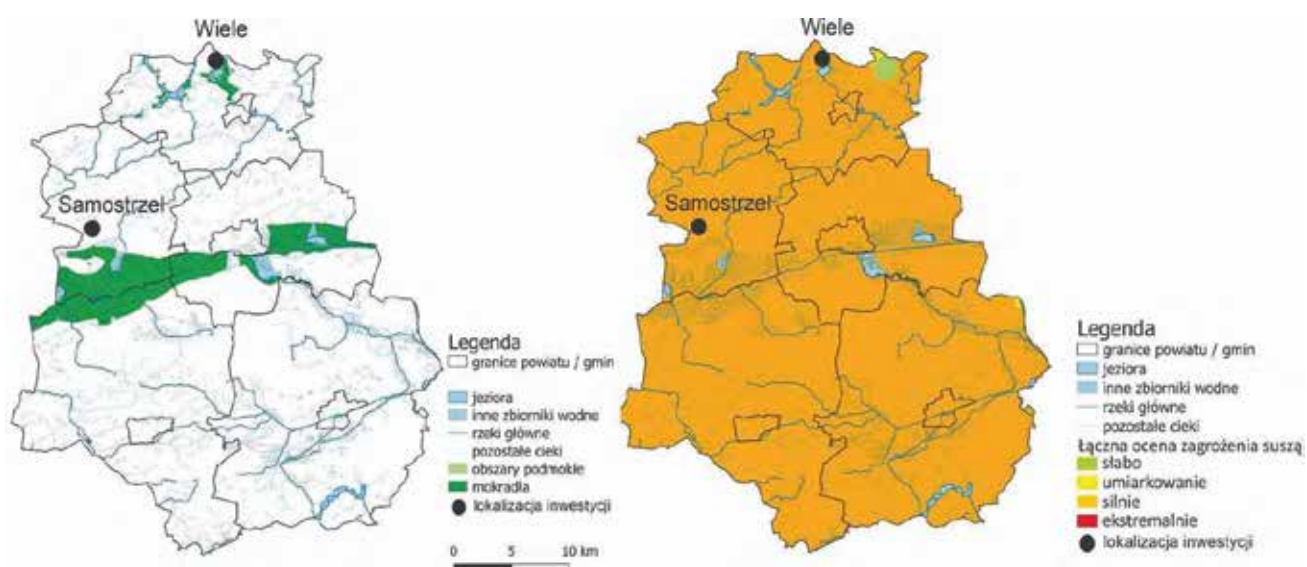 Wiele
Samostrzel
Legenda
granice powiatu / gmin
jeziora
inne zbiorniki wodne
rzeki główne
pozostałe cieki
obszary podmokłe
mokradła
lokalizacja inwestycji
0 5 10 km
Wiele
Samostrzel
Legenda
granice powiatu / gmin
jeziora
inne zbiorniki wodne
rzeki główne
pozostałe cieki
Łączna ocena zagrożenia suszą
słabo
umiarkowanie
silnie
ekstremalnie
lokalizacja inwestycji